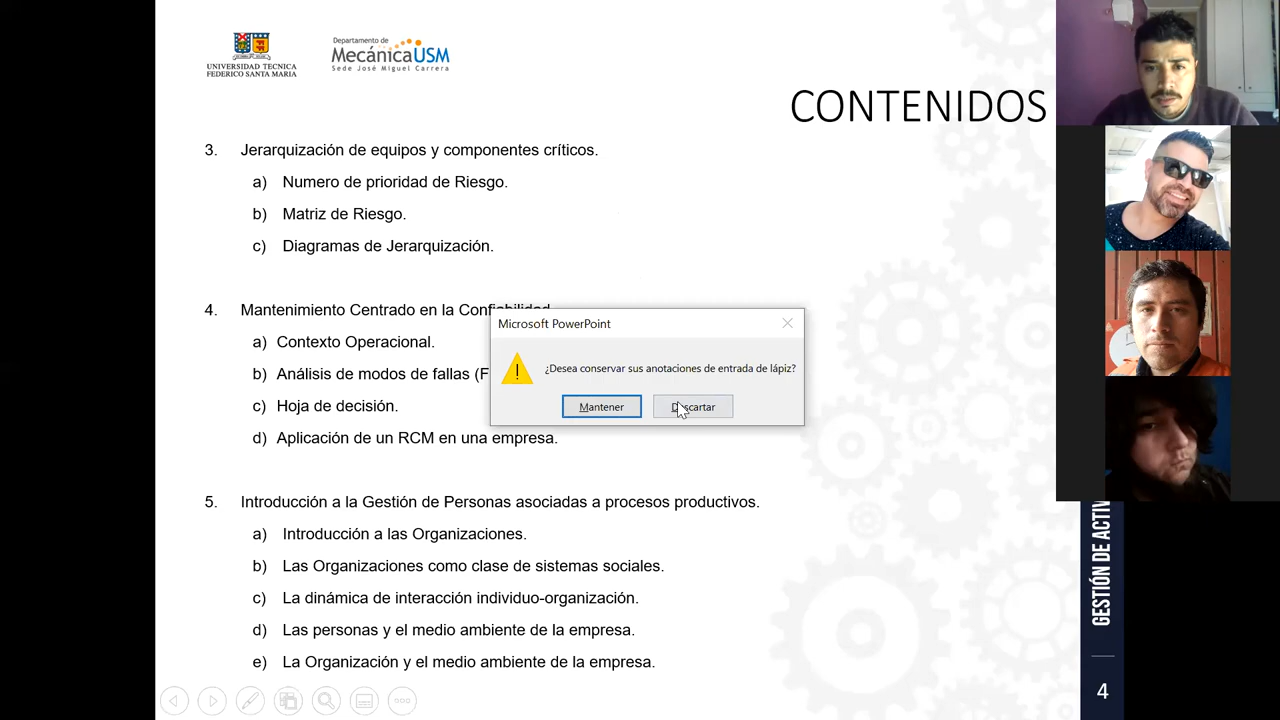 UNIVERSIDAD TECNICA
FEDERICO SANTA MARIA
Departamento de
MecánicaUSM
Sede José Miguel Carrera
CONTENIDOS
3. Jerarquización de equipos y componentes críticos.
a) Numero de prioridad de Riesgo.
b) Matriz de Riesgo.
c) Diagramas de Jerarquización.
4. Mantenimiento Centrado en la Confiabilidad
a) Contexto Operacional.
b) Análisis de modos de fallas (F
c) Hoja de decisión.
d) Aplicación de un RCM en una empresa.
Microsoft PowerPoint
¿Desea conservar sus anotaciones de entrada de lápiz?
Mantener
Descartar
5. Introducción a la Gestión de Personas asociadas a procesos productivos.
a) Introducción a las Organizaciones.
b) Las Organizaciones como clase de sistemas sociales.
c) La dinámica de interacción individuo-organización.
d) Las personas y el medio ambiente de la empresa.
e) La Organización y el medio ambiente de la empresa.
GESTIÓN DE ACTIV
4